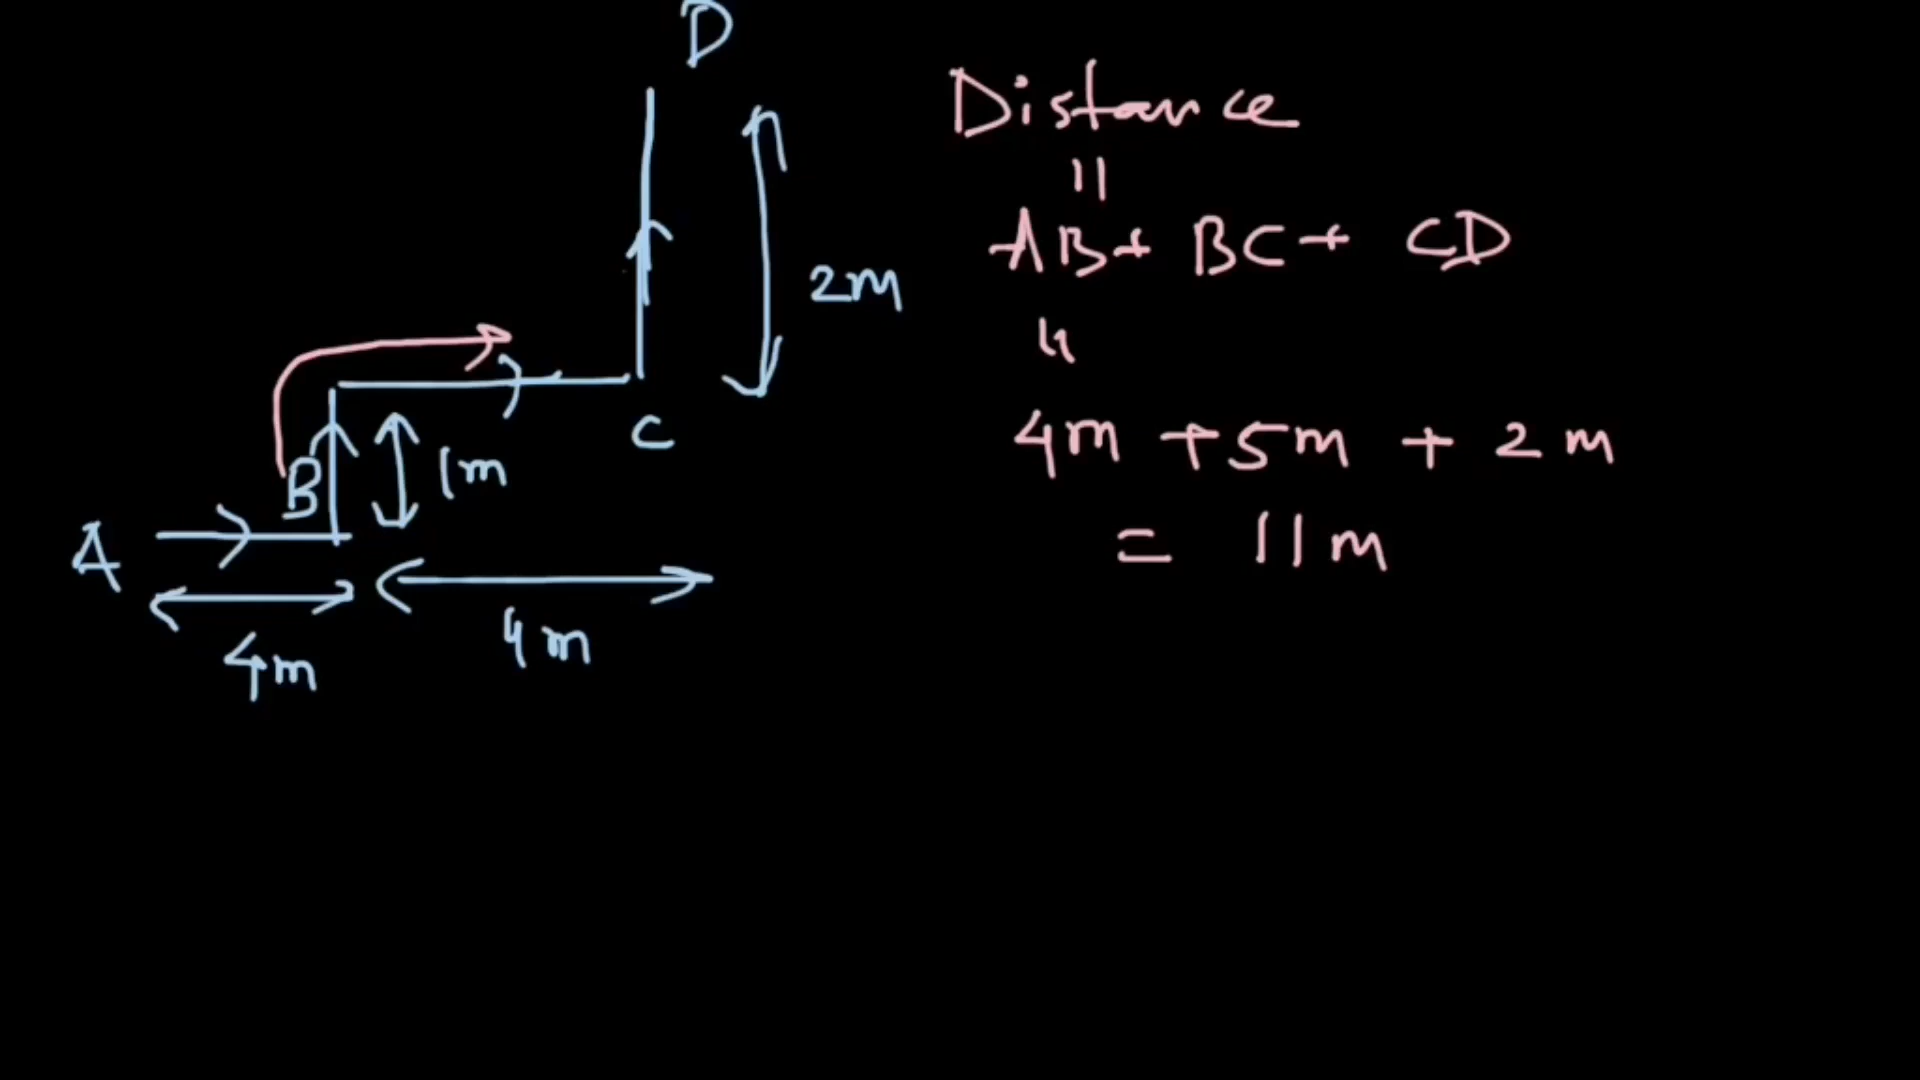 D
2m
C
B
1m
A
4m
4m
Distance
=
AB + BC + CD
=
4m + 5m + 2m
= 11m